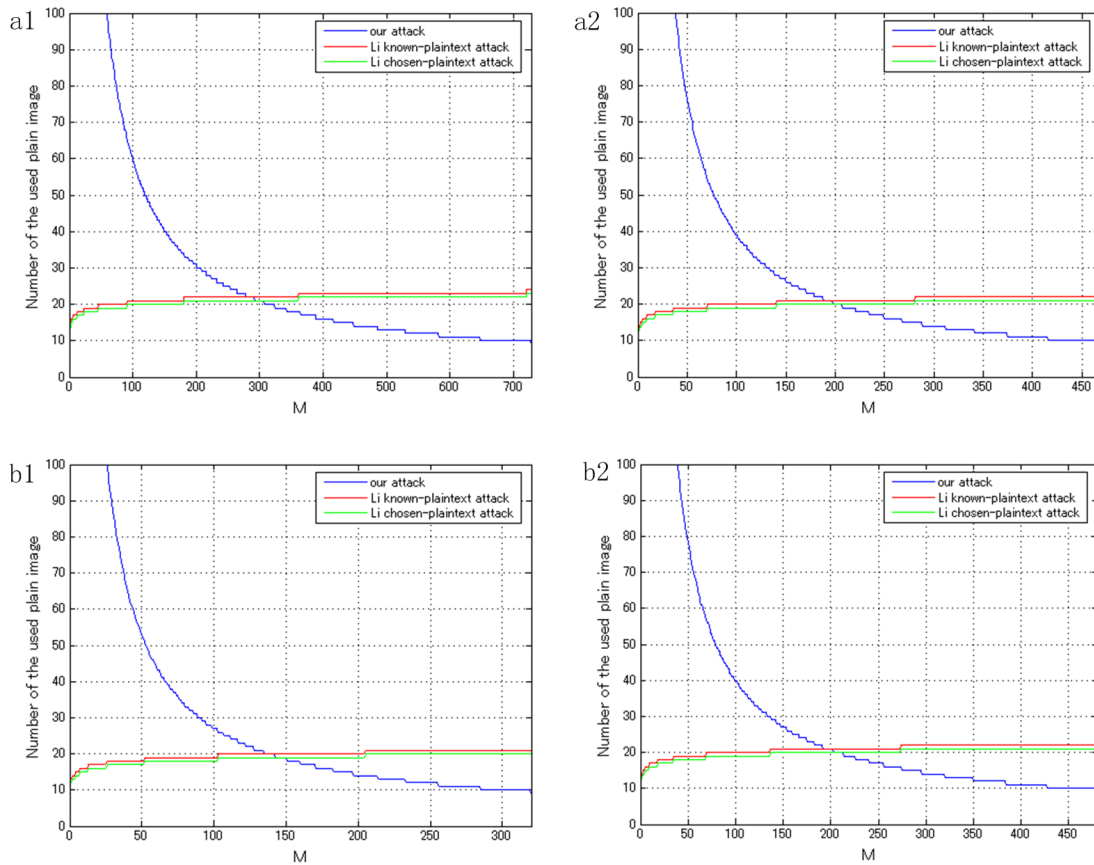 a1
100
90
80
70
60
50
40
30
20
10
0
Number of the used plain image
our attack
Li known-plaintext attack
Li chosen-plaintext attack
0 100 200 300 400 500 600 700
M
a2
100
90
80
70
60
50
40
30
20
10
0
Number of the used plain image
our attack
Li known-plaintext attack
Li chosen-plaintext attack
0 50 100 150 200 250 300 350 400 450
M
b1
100
90
80
70
60
50
40
30
20
10
0
Number of the used plain image
our attack
Li known-plaintext attack
Li chosen-plaintext attack
0 50 100 150 200 250 300
M
b2
100
90
80
70
60
50
40
30
20
10
0
Number of the used plain image
our attack
Li known-plaintext attack
Li chosen-plaintext attack
0 50 100 150 200 250 300 350 400 450
M